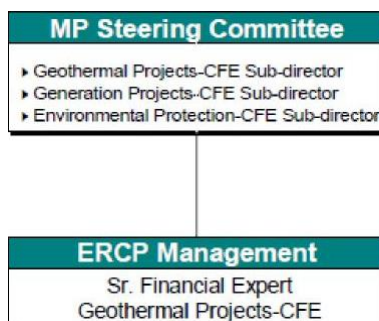 MP Steering Committee
▸ Geothermal Projects-CFE Sub-director
▸ Generation Projects-CFE Sub-director
▸ Environmental Protection-CFE Sub-director
ERCP Management
Sr. Financial Expert
Geothermal Projects-CFE